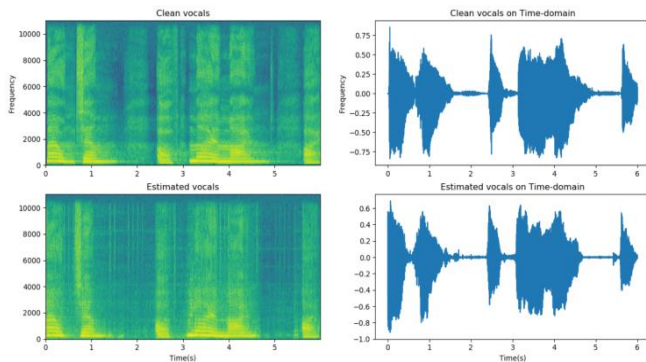 Clean vocals
10000
8000
6000
4000
2000
0
Frequency
0 1 2 3 4 5
Clean vocals on Time-domain
0.75
0.50
0.25
0.00
−0.25
−0.50
−0.75
0 1 2 3 4 5 6
Estimated vocals
10000
8000
6000
4000
2000
0
Frequency
0 1 2 3 4 5
Time(s)
Estimated vocals on Time-domain
0.6
0.4
0.2
0.0
−0.2
−0.4
−0.6
−0.8
−1.0
0 1 2 3 4 5 6
Time(s)